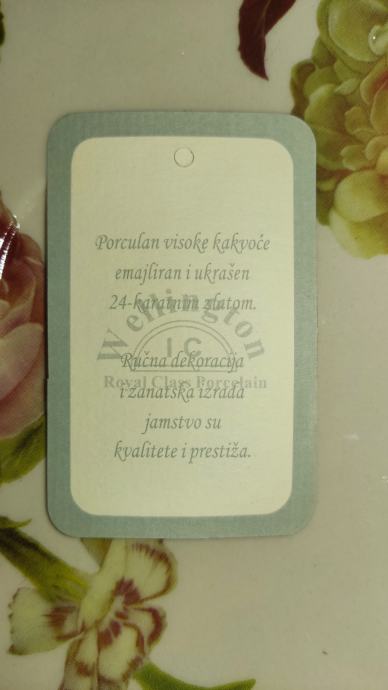 Porculan visoke kakvoće
emajliran i ukrašen
24-karatnim zlatom.
Wellington
IC
Ručna dekoracija
Royal Class Porcelain
i zanatska izrada
jamstvo su
kvalitete i prestiža.